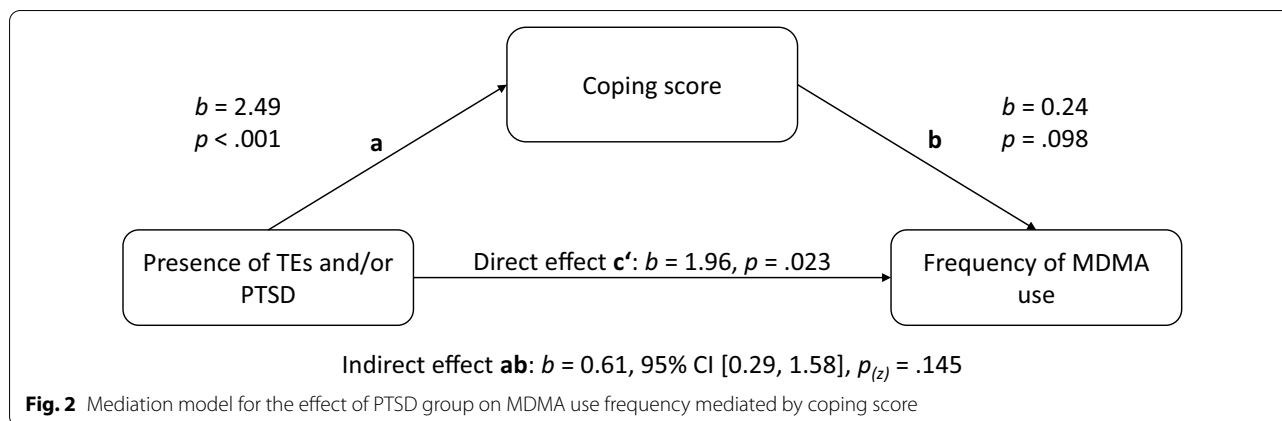 Coping score
b = 2.49
p < .001
a
b = 0.24
p = .098
b
Presence of TEs and/or
PTSD
Direct effect c‘: b = 1.96, p = .023
Frequency of MDMA
use
Indirect effect ab: b = 0.61, 95% CI [0.29, 1.58], p(z) = .145
Fig. 2 Mediation model for the effect of PTSD group on MDMA use frequency mediated by coping score